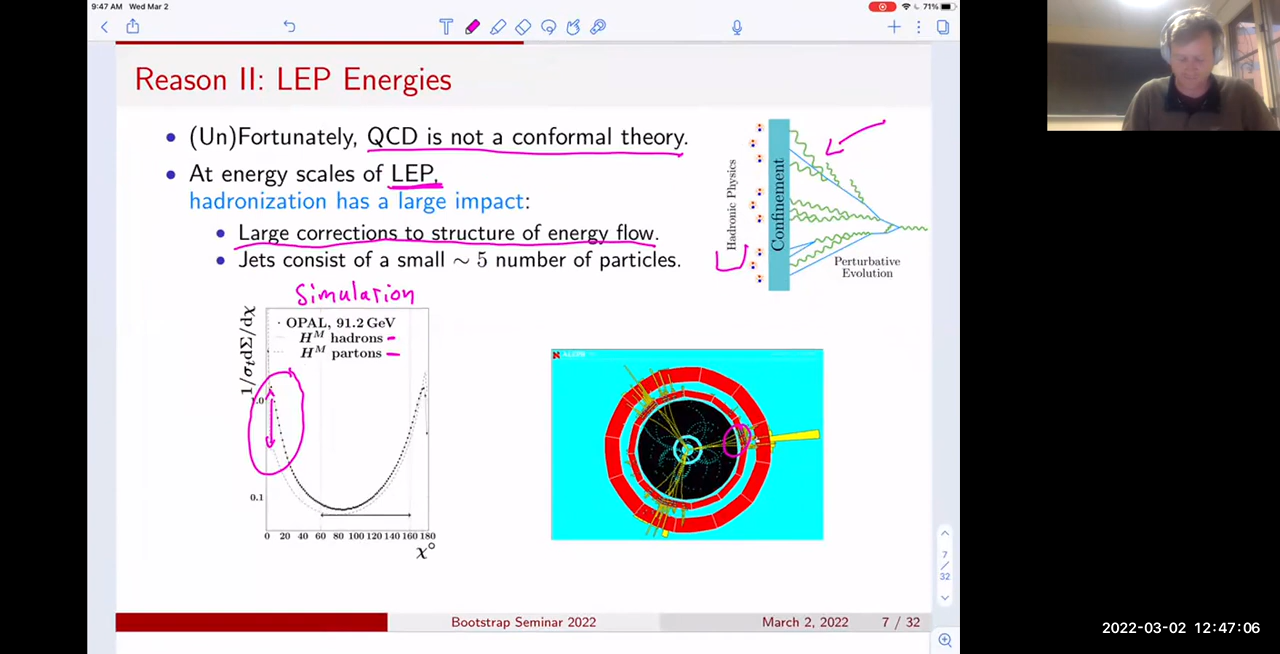 9:47 AM Wed Mar 2
71%
Reason II: LEP Energies
• (Un)Fortunately, QCD is not a conformal theory.
• At energy scales of LEP,
hadronization has a large impact:
• Large corrections to structure of energy flow.
• Jets consist of a small ∼ 5 number of particles.
Hadronic Physics
Confinement
Perturbative
Evolution
Simulation
OPAL, 91.2 GeV
H^M hadrons
H^M partons
1/σ_t dΣ/dχ
1.0
0.1
0 20 40 60 80 100 120 140 160 180
χ°
7
/
32
Bootstrap Seminar 2022
March 2, 2022
7 / 32
2022-03-02 12:47:06